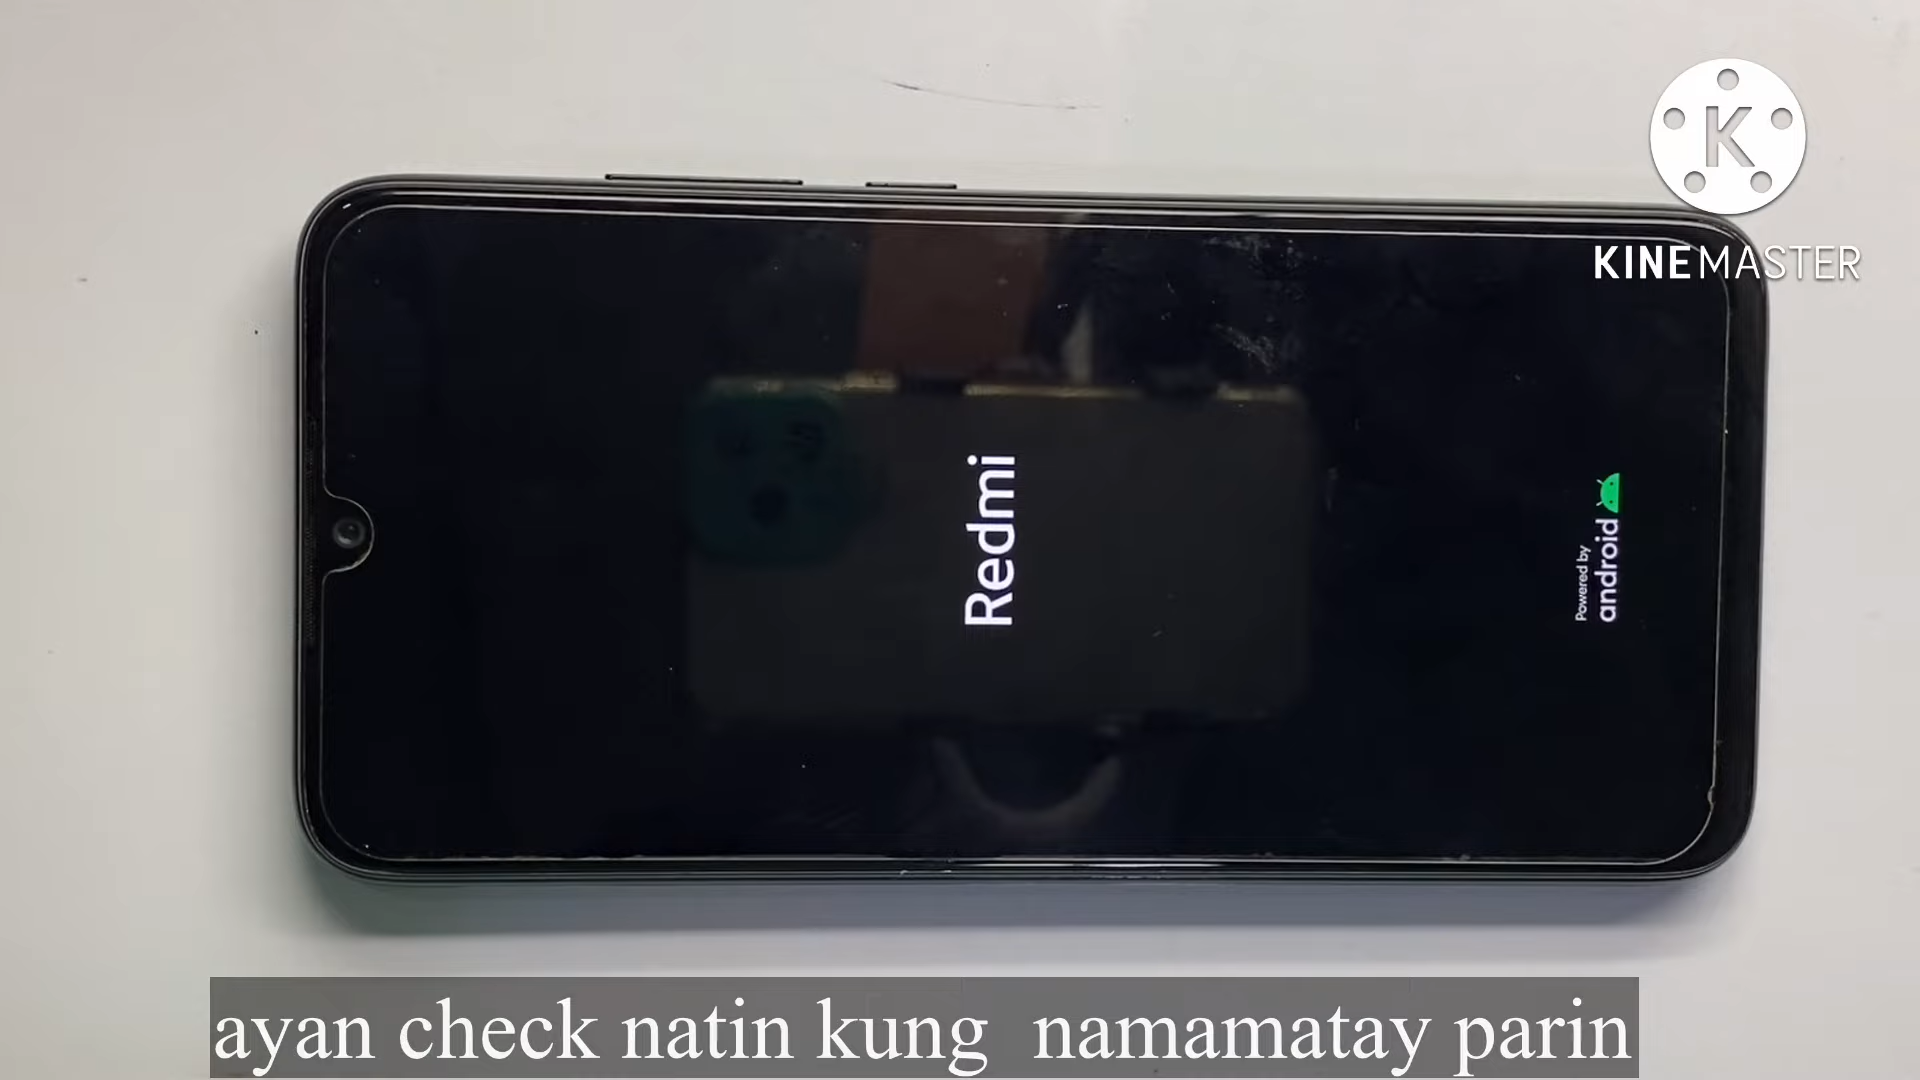 K
KINEMASTER
Redmi
Powered by
android
ayan check natin kung  namamatay parin